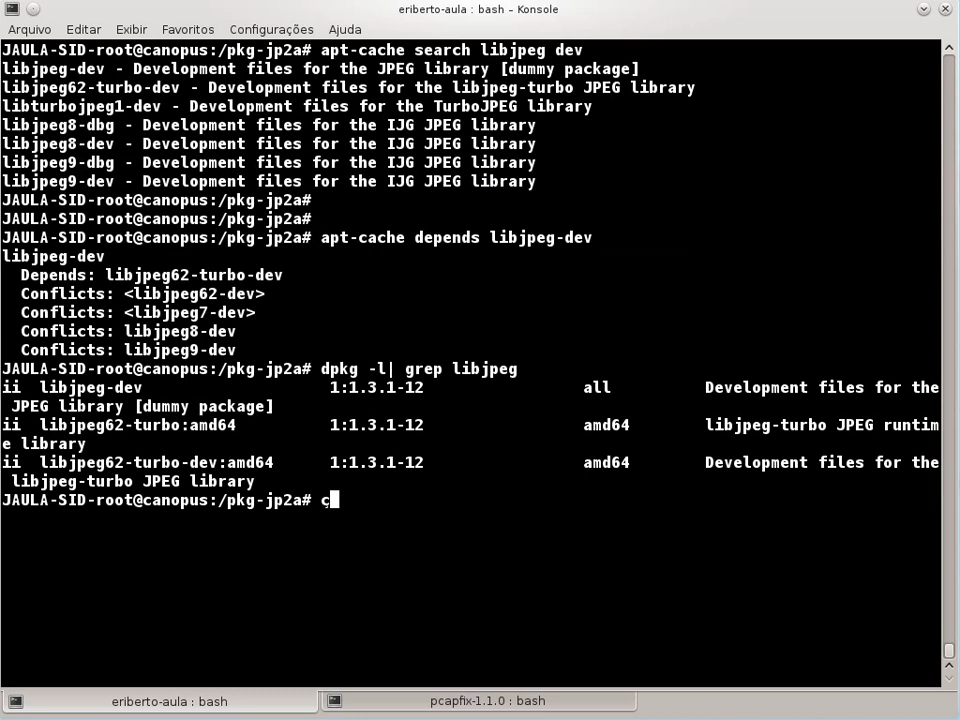 eriberto-aula : bash – Konsole
Arquivo Editar Exibir Favoritos Configurações Ajuda
JAULA-SID-root@canopus:/pkg-jp2a# apt-cache search libjpeg dev
libjpeg-dev - Development files for the JPEG library [dummy package]
libjpeg62-turbo-dev - Development files for the libjpeg-turbo JPEG library
libturbojpeg1-dev - Development files for the TurboJPEG library
libjpeg8-dbg - Development files for the IJG JPEG library
libjpeg8-dev - Development files for the IJG JPEG library
libjpeg9-dbg - Development files for the IJG JPEG library
libjpeg9-dev - Development files for the IJG JPEG library
JAULA-SID-root@canopus:/pkg-jp2a#
JAULA-SID-root@canopus:/pkg-jp2a#
JAULA-SID-root@canopus:/pkg-jp2a# apt-cache depends libjpeg-dev
libjpeg-dev
Depends: libjpeg62-turbo-dev
Conflicts: <libjpeg62-dev>
Conflicts: <libjpeg7-dev>
Conflicts: libjpeg8-dev
Conflicts: libjpeg9-dev
JAULA-SID-root@canopus:/pkg-jp2a# dpkg -l| grep libjpeg
ii libjpeg-dev 1:1.3.1-12 all Development files for the
JPEG library [dummy package]
ii libjpeg62-turbo:amd64 1:1.3.1-12 amd64 libjpeg-turbo JPEG runtim
e library
ii libjpeg62-turbo-dev:amd64 1:1.3.1-12 amd64 Development files for the
libjpeg-turbo JPEG library
JAULA-SID-root@canopus:/pkg-jp2a# ç
eriberto-aula : bash pcapfix-1.1.0 : bash